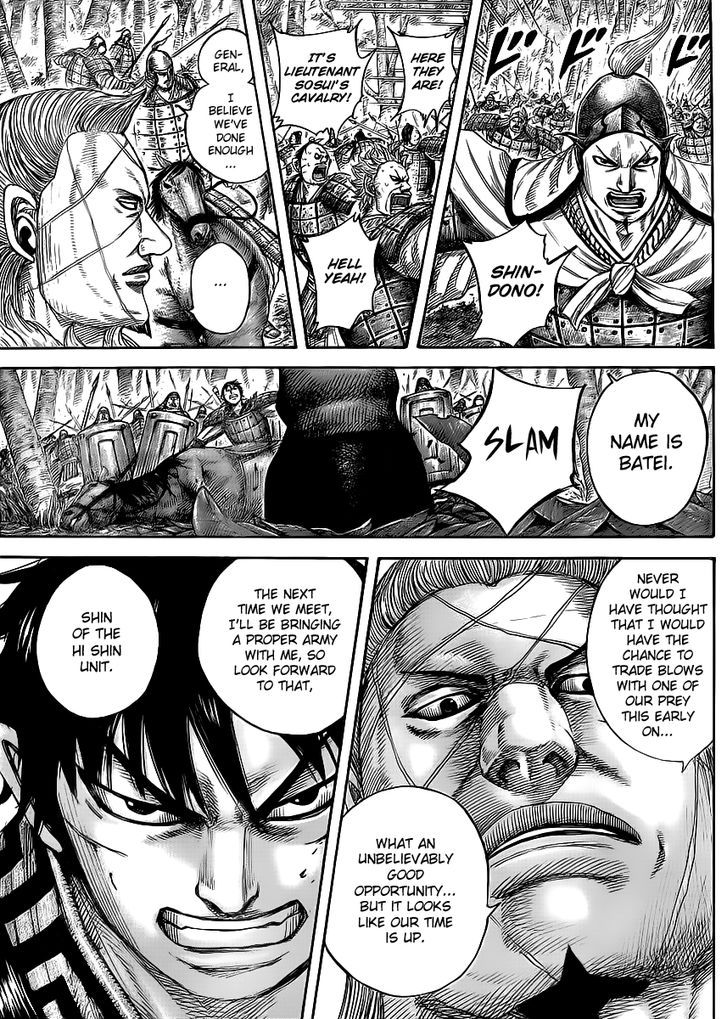 ド
ド
ド
SHIN-
DONO!
HERE
THEY
ARE!
IT'S
LIEUTENANT
SOSUI'S
CAVALRY!
HELL
YEAH!
GEN-
ERAL,
I
BELIEVE
WE'VE
DONE
ENOUGH
...
...
MY
NAME IS
BATEI.
SLAM
NEVER
WOULD I
HAVE THOUGHT
THAT I WOULD
HAVE THE
CHANCE TO
TRADE BLOWS
WITH ONE OF
OUR PREY
THIS EARLY
ON...
WHAT AN
UNBELIEVABLY
GOOD
OPPORTUNITY...
BUT IT LOOKS
LIKE OUR TIME
IS UP.
THE NEXT
TIME WE MEET,
I'LL BE BRINGING
A PROPER ARMY
WITH ME, SO
LOOK FORWARD
TO THAT,
SHIN
OF THE
HI SHIN
UNIT.